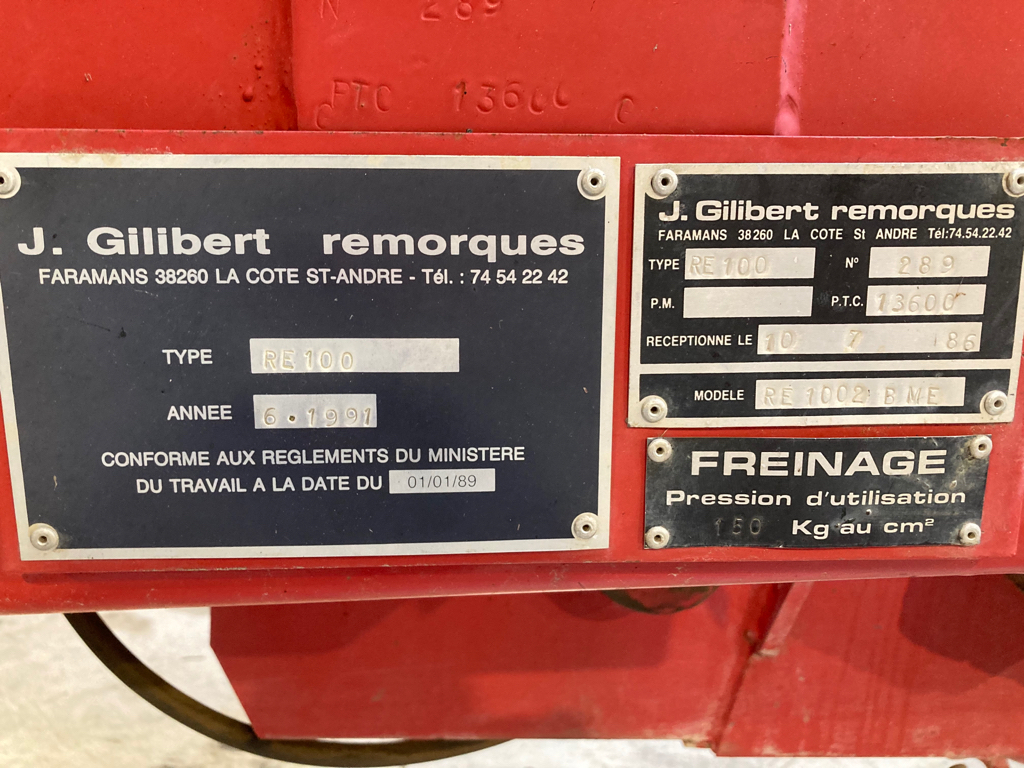 N 289
C PTC 13600 C
J. Gilibert remorques
FARAMANS 38260 LA COTE ST-ANDRE - Tél. : 74 54 22 42
TYPE RE 100
ANNEE 6.1991
CONFORME AUX REGLEMENTS DU MINISTERE
DU TRAVAIL A LA DATE DU 01/01/89
J. Gilibert remorques
FARAMANS 38260 LA COTE St ANDRE Tél:74.54.22.42
TYPE RE 100 N° 289
P.M. P.T.C. 13600
RECEPTIONNE LE 10 7 86
MODELE RE 1002 BME
FREINAGE
Pression d'utilisation
150 Kg au cm²